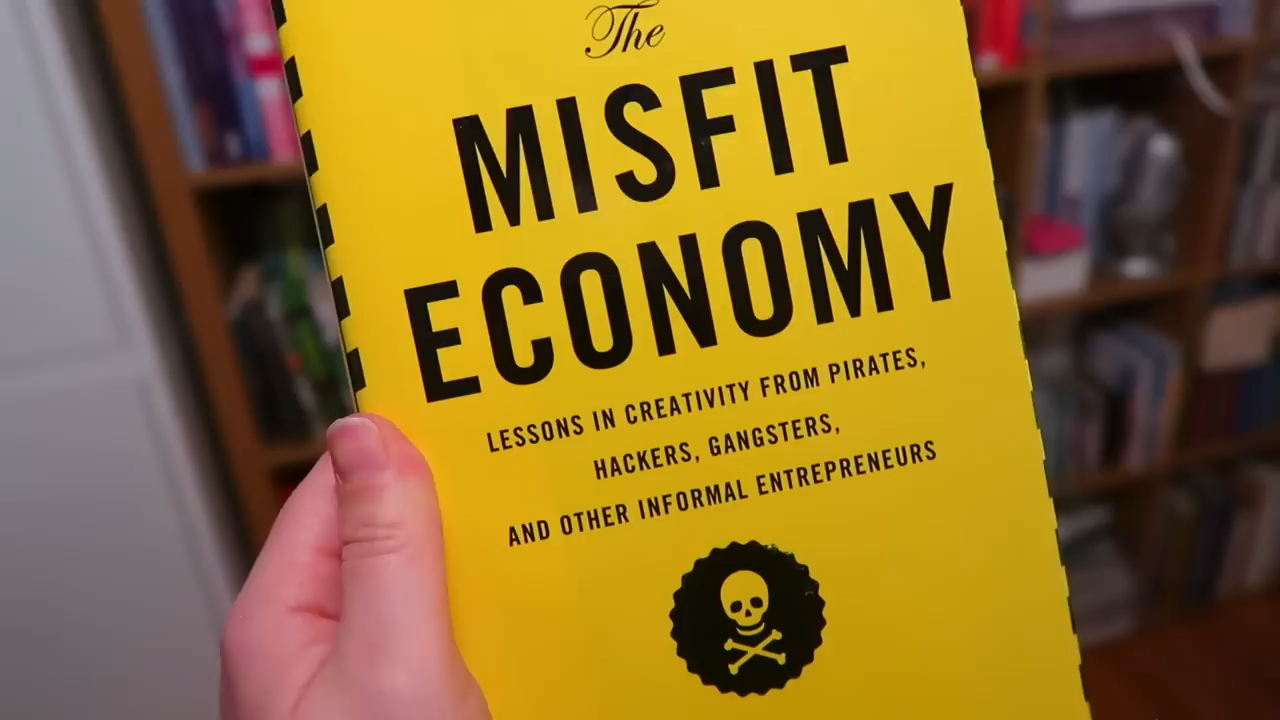 The
MISFIT
ECONOMY
LESSONS IN CREATIVITY FROM PIRATES,
HACKERS, GANGSTERS,
AND OTHER INFORMAL ENTREPRENEURS